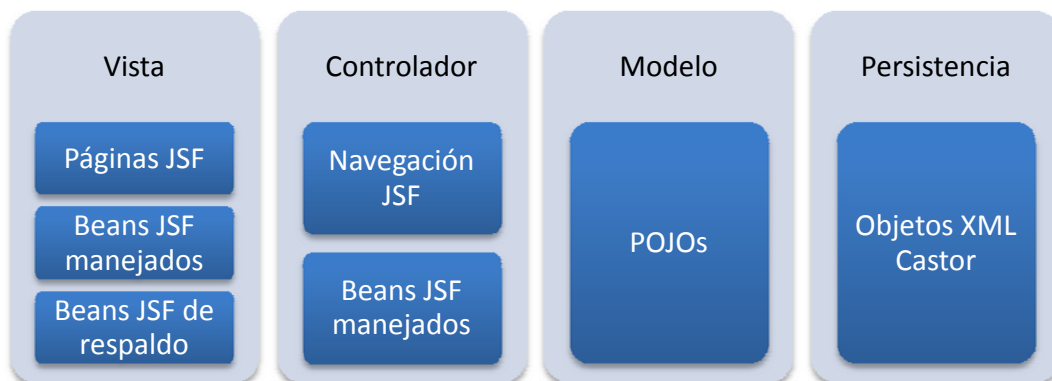 Vista
Páginas JSF
Beans JSF
manejados
Beans JSF de
respaldo
Controlador
Navegación
JSF
Beans JSF
manejados
Modelo
POJOs
Persistencia
Objetos XML
Castor